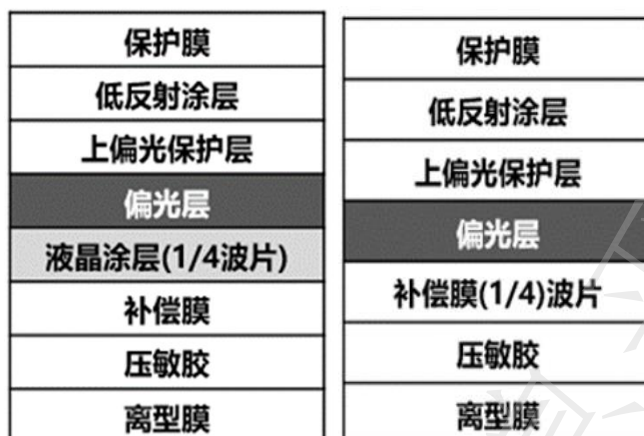 保护膜
低反射涂层
上偏光保护层
偏光层
液晶涂层(1/4波片)
补偿膜
压敏胶
离型膜
保护膜
低反射涂层
上偏光保护层
偏光层
补偿膜(1/4)波片
压敏胶
离型膜